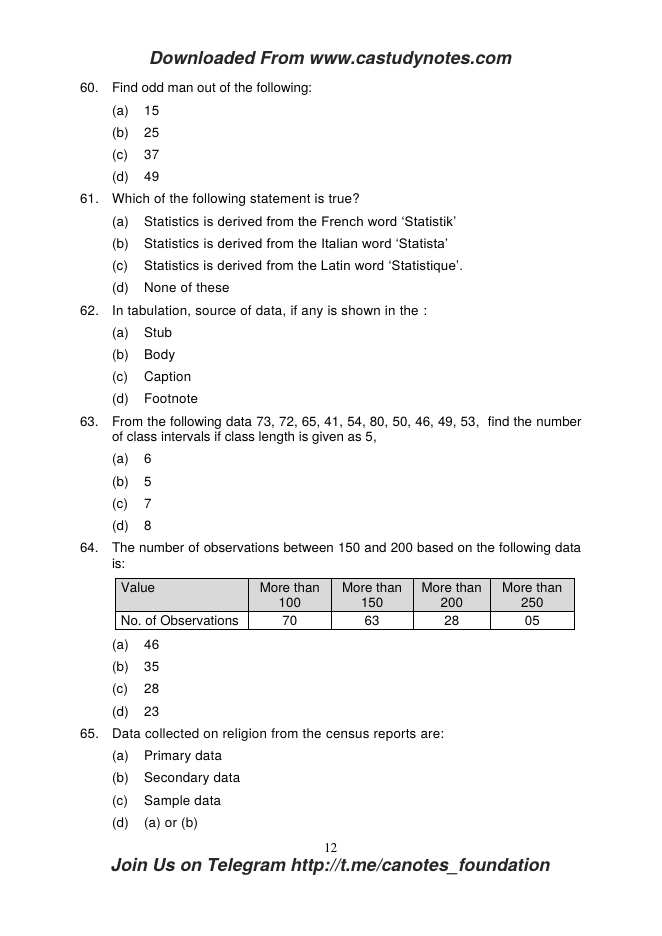 Downloaded From www.castudynotes.com
60. Find odd man out of the following:
(a) 15
(b) 25
(c) 37
(d) 49
61. Which of the following statement is true?
(a) Statistics is derived from the French word ‘Statistik’
(b) Statistics is derived from the Italian word ‘Statista’
(c) Statistics is derived from the Latin word ‘Statistique’.
(d) None of these
62. In tabulation, source of data, if any is shown in the :
(a) Stub
(b) Body
(c) Caption
(d) Footnote
63. From the following data 73, 72, 65, 41, 54, 80, 50, 46, 49, 53, find the number
of class intervals if class length is given as 5,
(a) 6
(b) 5
(c) 7
(d) 8
64. The number of observations between 150 and 200 based on the following data
is:
Value More than More than More than More than
100 150 200 250
No. of Observations 70 63 28 05
(a) 46
(b) 35
(c) 28
(d) 23
65. Data collected on religion from the census reports are:
(a) Primary data
(b) Secondary data
(c) Sample data
(d) (a) or (b)
12
Join Us on Telegram http://t.me/canotes_foundation